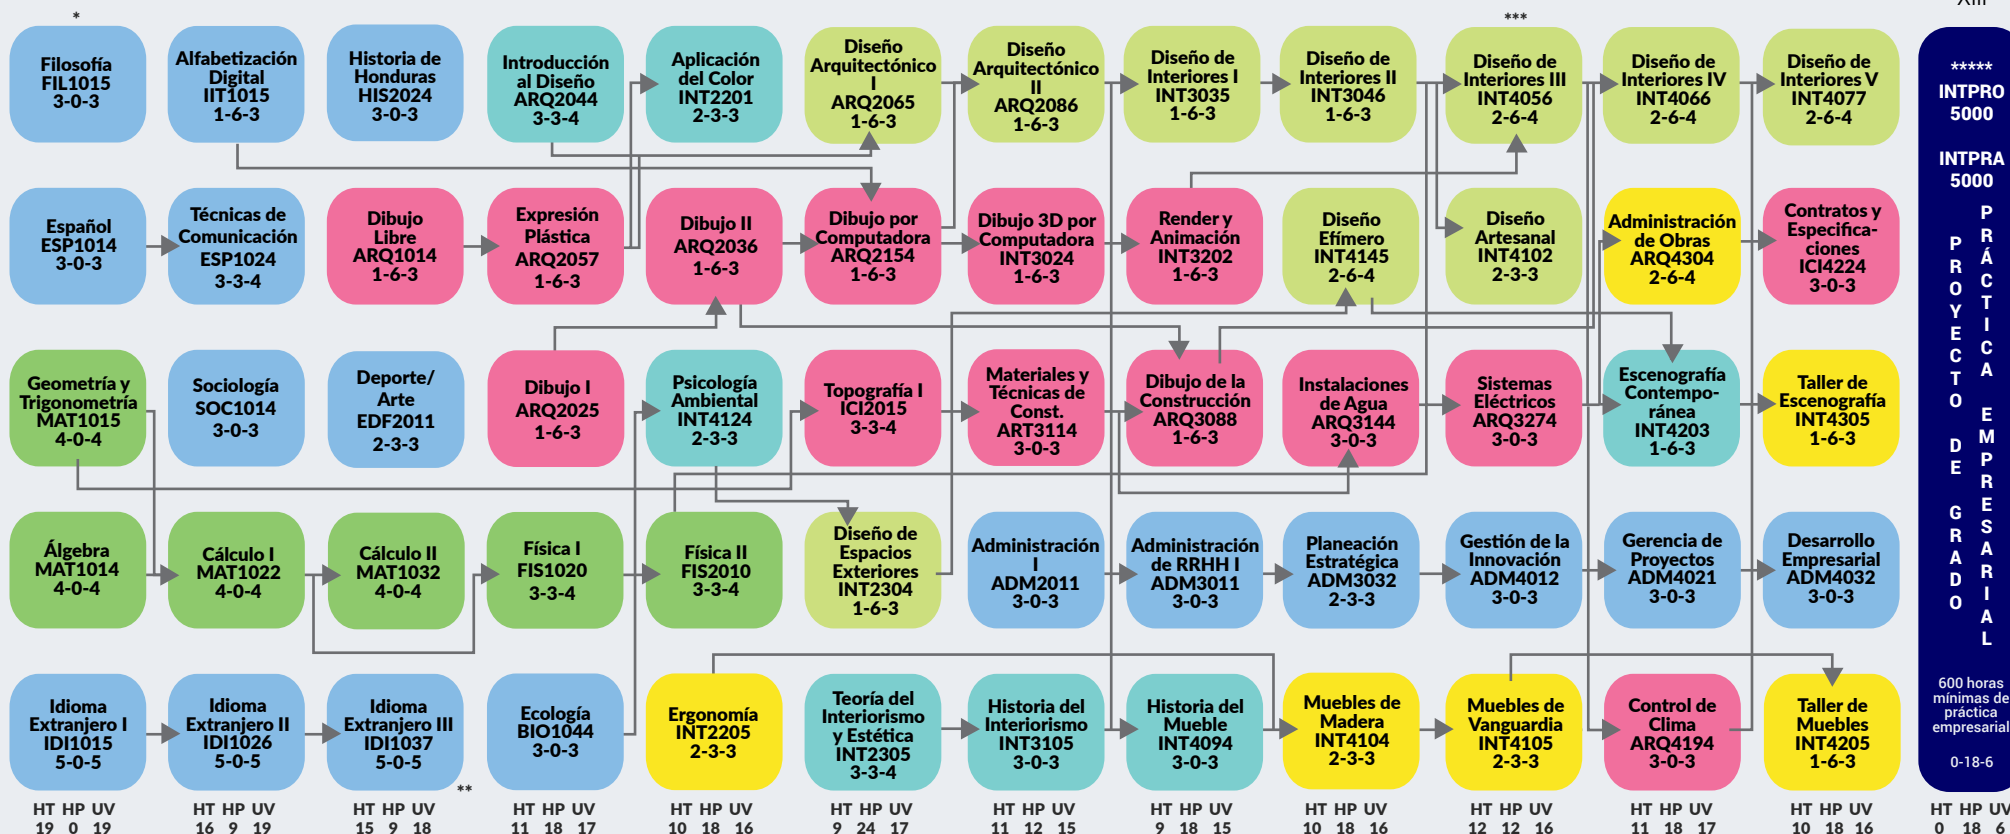 XIII
*
***
Filosofía
FIL1015
3-0-3
Alfabetización
Digital
IIT1015
1-6-3
Historia de
Honduras
HIS2024
3-0-3
Introducción
al Diseño
ARQ2044
3-3-4
Aplicación
del Color
INT2201
2-3-3
Diseño
Arquitectónico
I
ARQ2065
1-6-3
Diseño
Arquitectónico
II
ARQ2086
1-6-3
Diseño de
Interiores I
INT3035
1-6-3
Diseño de
Interiores II
INT3046
1-6-3
Diseño de
Interiores III
INT4056
2-6-4
Diseño de
Interiores IV
INT4066
2-6-4
Diseño de
Interiores V
INT4077
2-6-4
Español
ESP1014
3-0-3
Técnicas de
Comunicación
ESP1024
3-3-4
Dibujo
Libre
ARQ1014
1-6-3
Expresión
Plástica
ARQ2057
1-6-3
Dibujo II
ARQ2036
1-6-3
Dibujo por
Computadora
ARQ2154
1-6-3
Dibujo 3D por
Computadora
INT3024
1-6-3
Render y
Animación
INT3202
1-6-3
Diseño
Efímero
INT4145
2-6-4
Diseño
Artesanal
INT4102
2-3-3
Administración
de Obras
ARQ4304
2-6-4
Contratos y
Especifica-
ciones
ICI4224
3-0-3
Geometría y
Trigonometría
MAT1015
4-0-4
Sociología
SOC1014
3-0-3
Deporte/
Arte
EDF2011
2-3-3
Dibujo I
ARQ2025
1-6-3
Psicología
Ambiental
INT4124
2-3-3
Topografía I
ICI2015
3-3-4
Materiales y
Técnicas de
Const.
ART3114
3-0-3
Dibujo de la
Construcción
ARQ3088
1-6-3
Instalaciones
de Agua
ARQ3144
3-0-3
Sistemas
Eléctricos
ARQ3274
3-0-3
Escenografía
Contempo-
ránea
INT4203
1-6-3
Taller de
Escenografía
INT4305
1-6-3
Álgebra
MAT1014
4-0-4
Cálculo I
MAT1022
4-0-4
Cálculo II
MAT1032
4-0-4
Física I
FIS1020
3-3-4
Física II
FIS2010
3-3-4
Diseño de
Espacios
Exteriores
INT2304
1-6-3
Administración
I
ADM2011
3-0-3
Administración
de RRHH I
ADM3011
3-0-3
Planeación
Estratégica
ADM3032
2-3-3
Gestión de la
Innovación
ADM4012
3-0-3
Gerencia de
Proyectos
ADM4021
3-0-3
Desarrollo
Empresarial
ADM4032
3-0-3
Idioma
Extranjero I
IDI1015
5-0-5
Idioma
Extranjero II
IDI1026
5-0-5
Idioma
Extranjero III
IDI1037
5-0-5
**
Ecología
BIO1044
3-0-3
Ergonomía
INT2205
2-3-3
Teoría del
Interiorismo
y Estética
INT2305
3-3-4
Historia del
Interiorismo
INT3105
3-0-3
Historia del
Mueble
INT4094
3-0-3
Muebles de
Madera
INT4104
2-3-3
Muebles de
Vanguardia
INT4105
2-3-3
Control de
Clima
ARQ4194
3-0-3
Taller de
Muebles
INT4205
1-6-3
*****
INTPRO
5000
INTPRA
5000
PROYECTO DE GRADO
PRÁCTICA EMPRESARIAL
600 horas
mínimas de
práctica
empresarial
0-18-6
HT HP UV
19 0 19
HT HP UV
16 9 19
HT HP UV
15 9 18
HT HP UV
11 18 17
HT HP UV
10 18 16
HT HP UV
9 24 17
HT HP UV
11 12 15
HT HP UV
9 18 15
HT HP UV
10 18 16
HT HP UV
12 12 16
HT HP UV
11 18 17
HT HP UV
10 18 16
HT HP UV
0 18 6